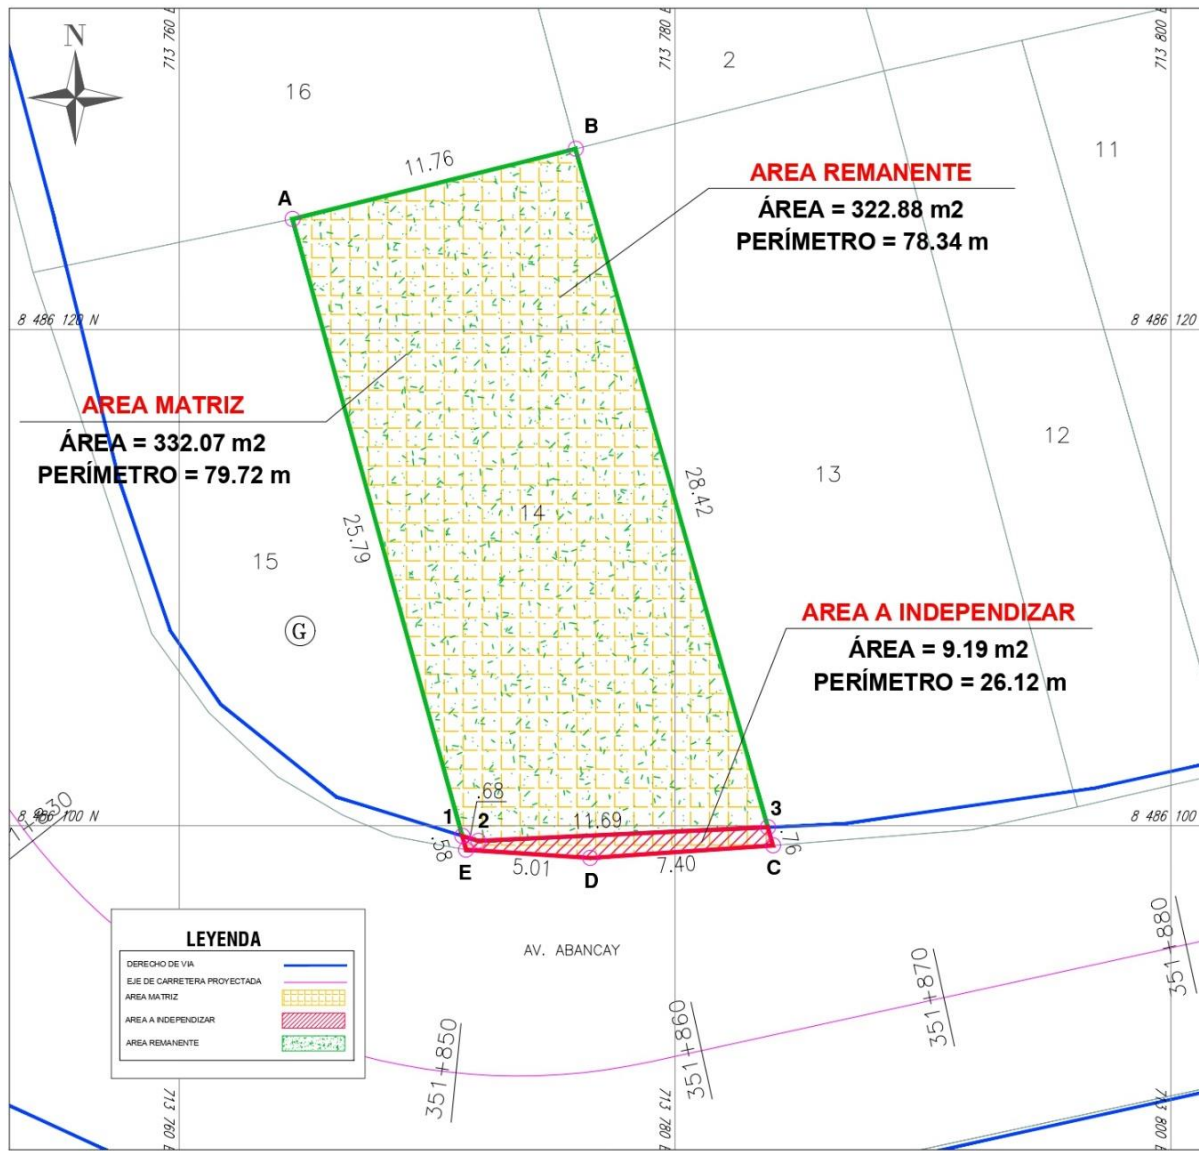 713 760 E
713 780 E
713 800 E
N
16
2
11
B
11.76
A
AREA REMANENTE
ÁREA = 322.88 m2
PERÍMETRO = 78.34 m
8 486 120 N
8 486 120
AREA MATRIZ
ÁREA = 332.07 m2
PERÍMETRO = 79.72 m
12
13
14
15
28.42
25.79
G
AREA A INDEPENDIZAR
ÁREA = 9.19 m2
PERÍMETRO = 26.12 m
.68
8 486 100 N
8 486 100
1
2
11.69
3
.76
.58
E
5.01
D
7.40
C
+830
AV. ABANCAY
351+850
351+860
351+870
351+880
LEYENDA
DERECHO DE VIA
EJE DE CARRETERA PROYECTADA
AREA MATRIZ
AREA A INDEPENDIZAR
AREA REMANENTE
713 760 E
713 780 E
713 800 E